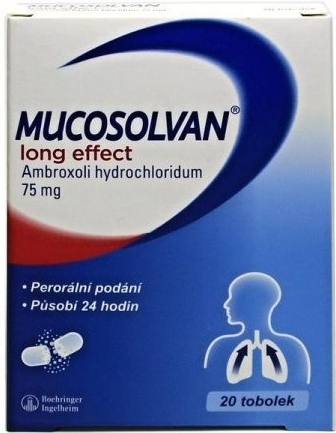 MUCOSOLVAN®
long effect
Ambroxoli hydrochloridum
75 mg
• Perorální podání
• Působí 24 hodin
Boehringer
Ingelheim
20 tobolek